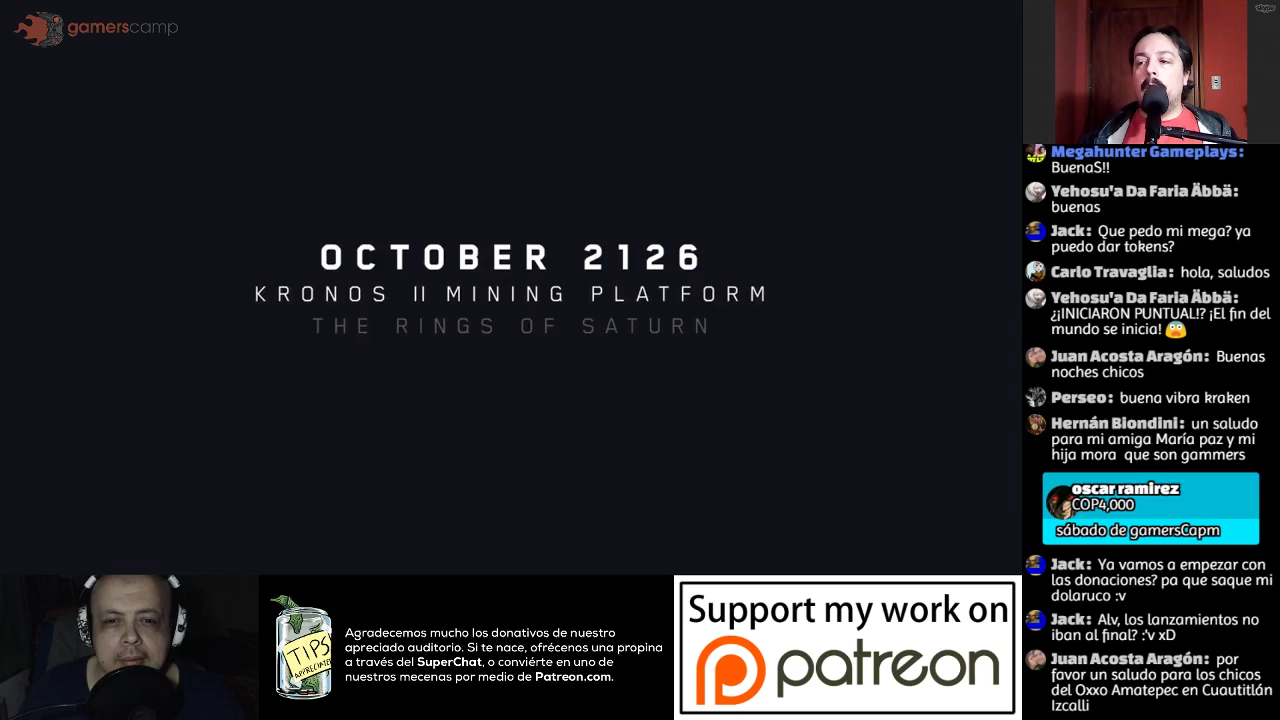 gamerscamp
OCTOBER 2126
KRONOS II MINING PLATFORM
THE RINGS OF SATURN
skype
Megahunter Gameplays:
BuenaS!!
Yehosu'a Da Faria Äbbä:
buenas
Jack: Que pedo mi mega? ya
puedo dar tokens?
Carlo Travaglia: hola, saludos
Yehosu'a Da Faria Äbbä:
¿¡INICIARON PUNTUAL!? ¡El fin del
mundo se inicia! 😨
Juan Acosta Aragón: Buenas
noches chicos
Perseo: buena vibra kraken
Hernán Biondini: un saludo
para mi amiga María paz y mi
hija mora que son gammers
oscar ramirez
COP4,000
sábado de gamersCapm
Jack: Ya vamos a empezar con
las donaciones? pa que saque mi
dolaruco :v
Jack: Alv, los lanzamientos no
iban al final? :'v xD
Juan Acosta Aragón: por
favor un saludo para los chicos
del Oxxo Amatepec en Cuautitlán
Izcalli
TIPS
APPRECIATED
Agradecemos mucho los donativos de nuestro
apreciado auditorio. Si te nace, ofrécenos una propina
a través del SuperChat, o conviérte en uno de
nuestros mecenas por medio de Patreon.com.
Support my work on
patreon